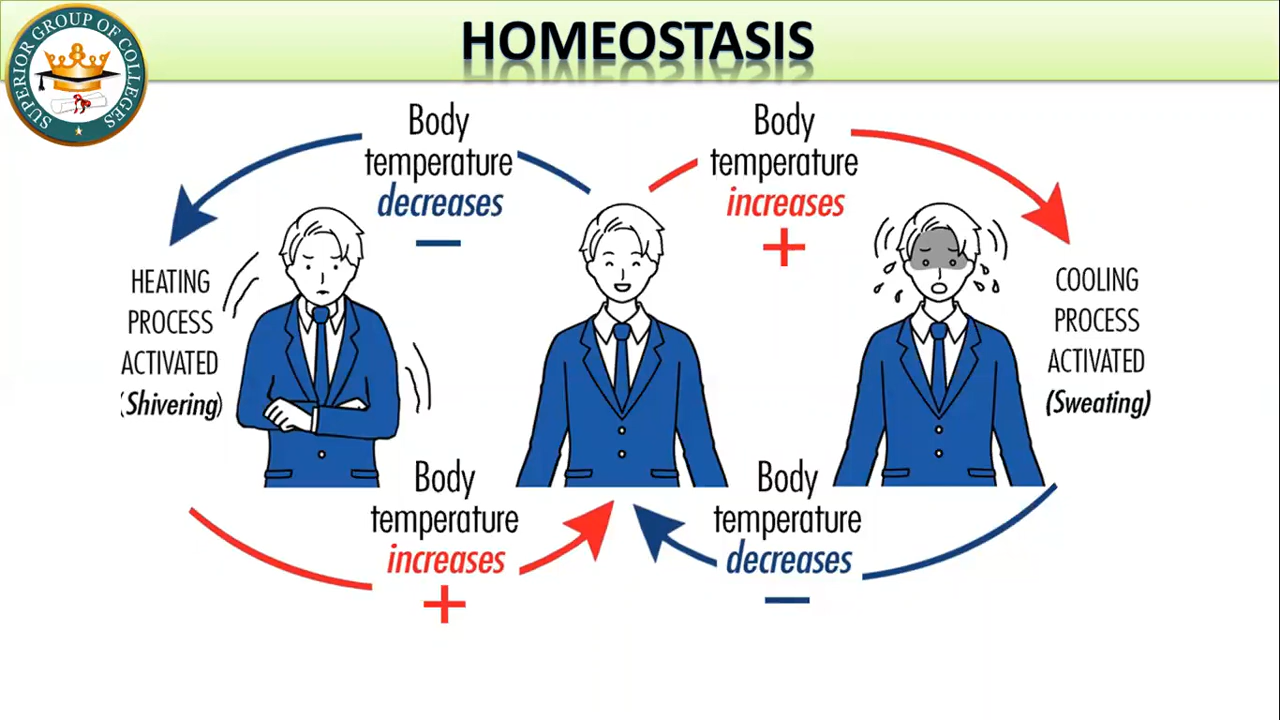 HOMEOSTASIS
SUPERIOR GROUP OF COLLEGES
Body
temperature
decreases
−
Body
temperature
increases
+
HEATING
PROCESS
ACTIVATED
(Shivering)
COOLING
PROCESS
ACTIVATED
(Sweating)
Body
temperature
increases
+
Body
temperature
decreases
−